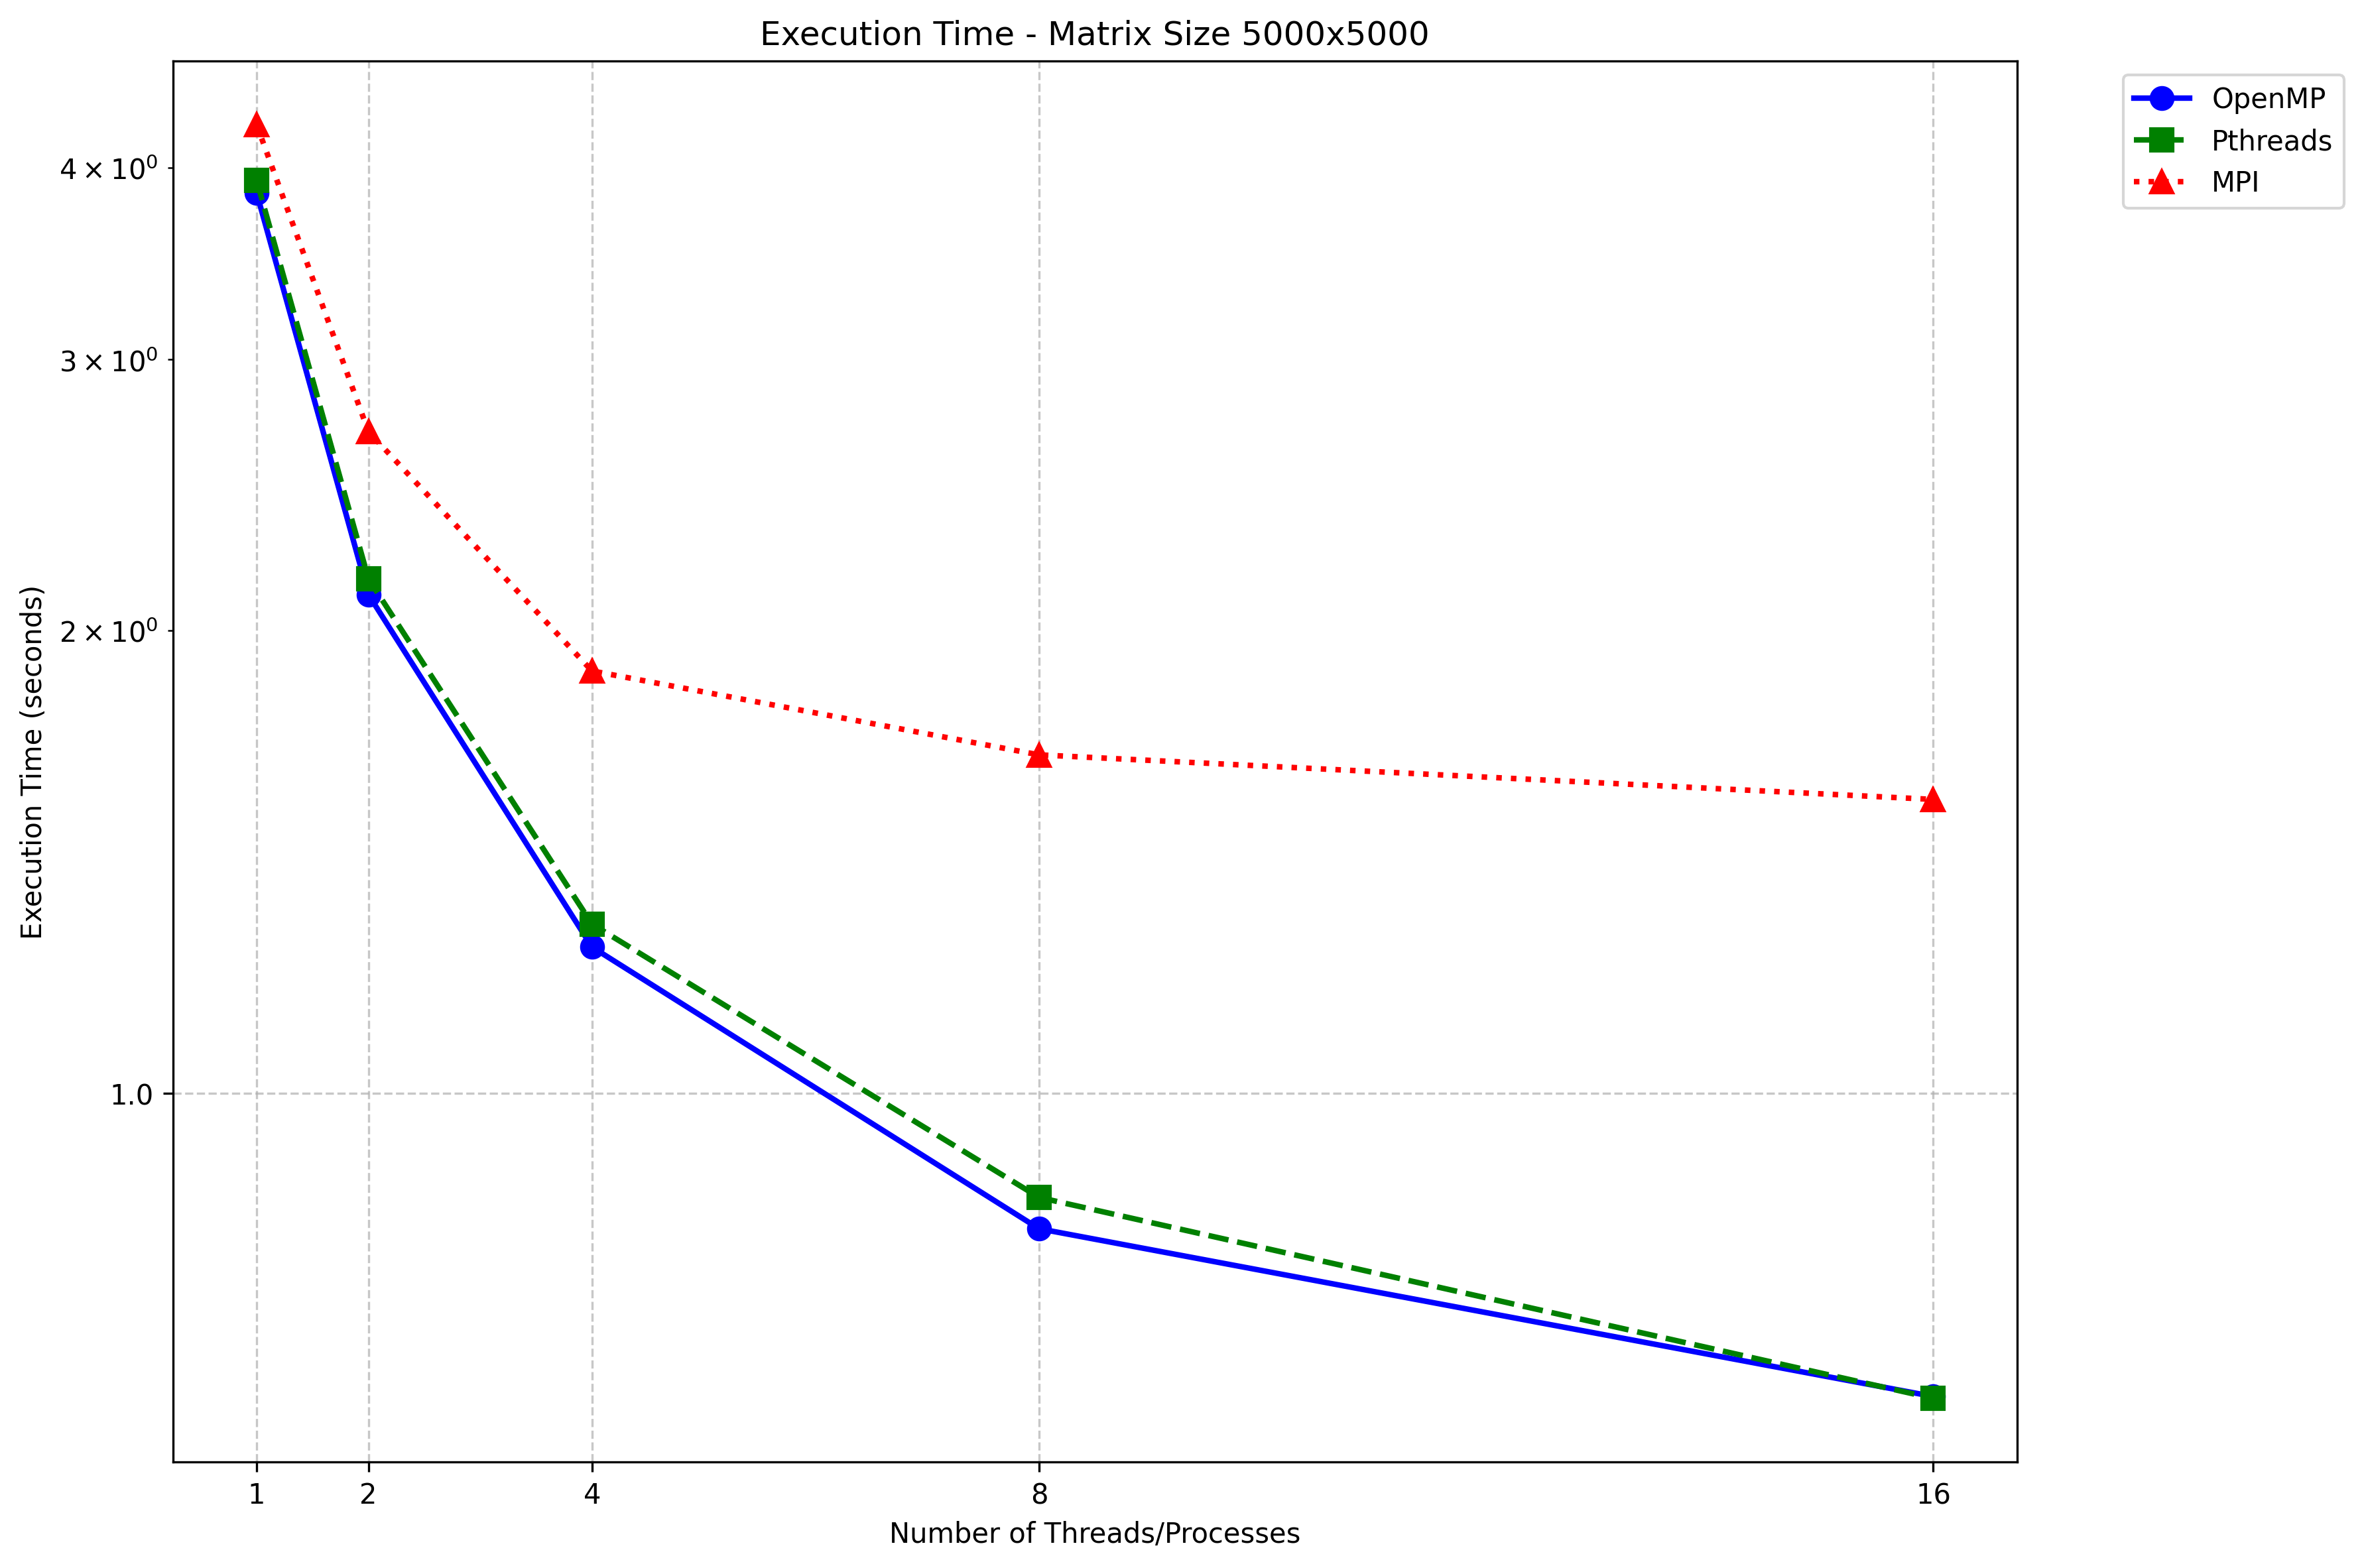 Execution Time - Matrix Size 5000x5000
OpenMP
Pthreads
MPI
4 × 10⁰
3 × 10⁰
2 × 10⁰
1.0
Execution Time (seconds)
1 2 4 8 16
Number of Threads/Processes